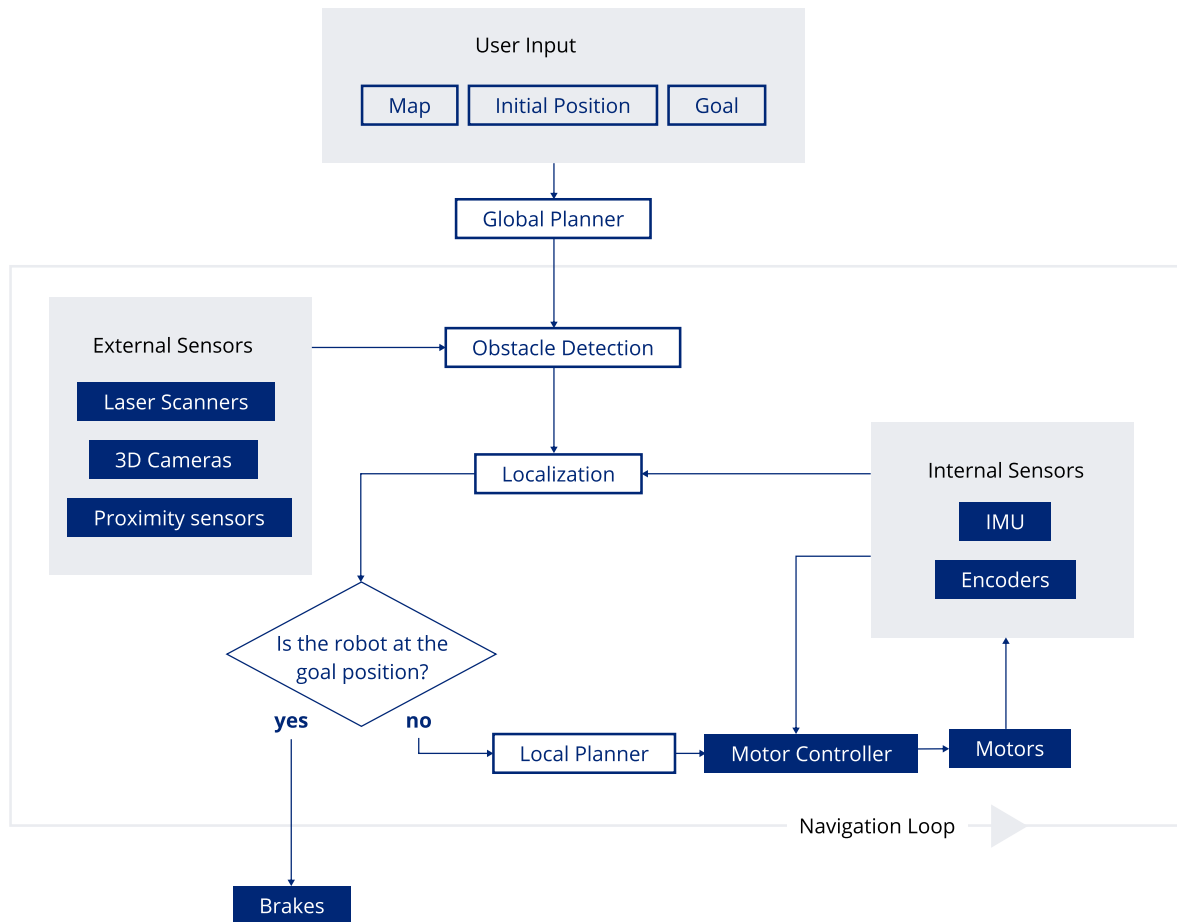 User Input
Map
Initial Position
Goal
Global Planner
External Sensors
Laser Scanners
3D Cameras
Proximity sensors
Obstacle Detection
Localization
Internal Sensors
IMU
Encoders
Is the robot at the
goal position?
yes
no
Local Planner
Motor Controller
Motors
Navigation Loop
Brakes